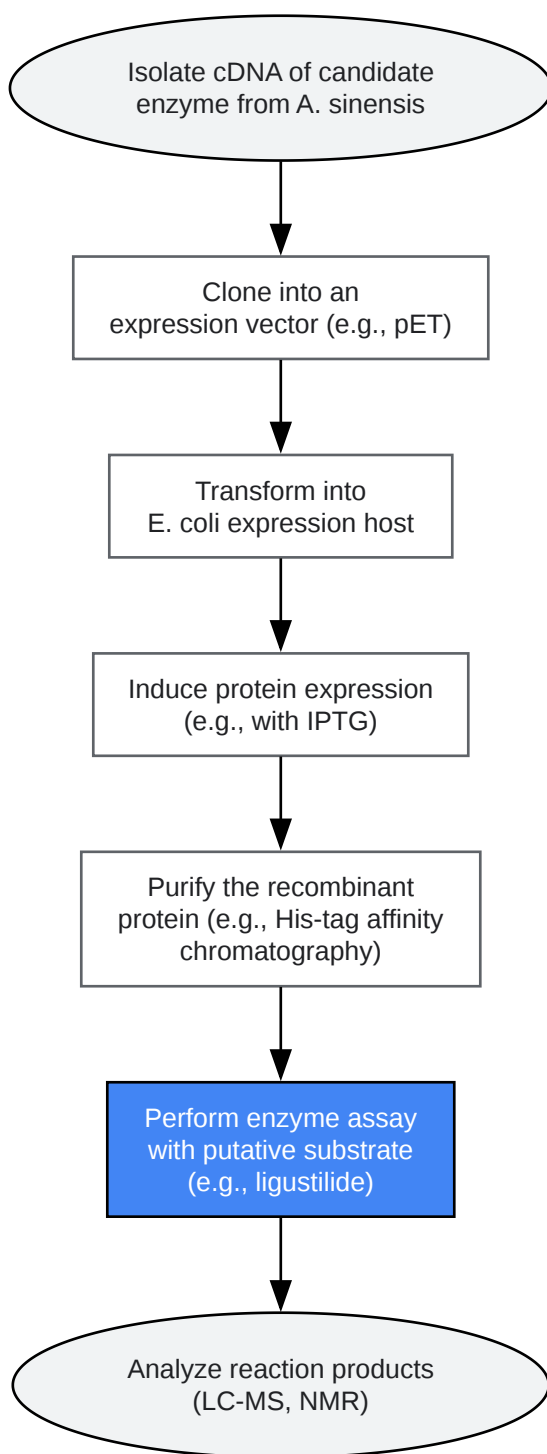 Isolate cDNA of candidate
enzyme from A. sinensis
Clone into an
expression vector (e.g., pET)
Transform into
E. coli expression host
Induce protein expression
(e.g., with IPTG)
Purify the recombinant
protein (e.g., His-tag affinity
chromatography)
Perform enzyme assay
with putative substrate
(e.g., ligustilide)
Analyze reaction products
(LC-MS, NMR)